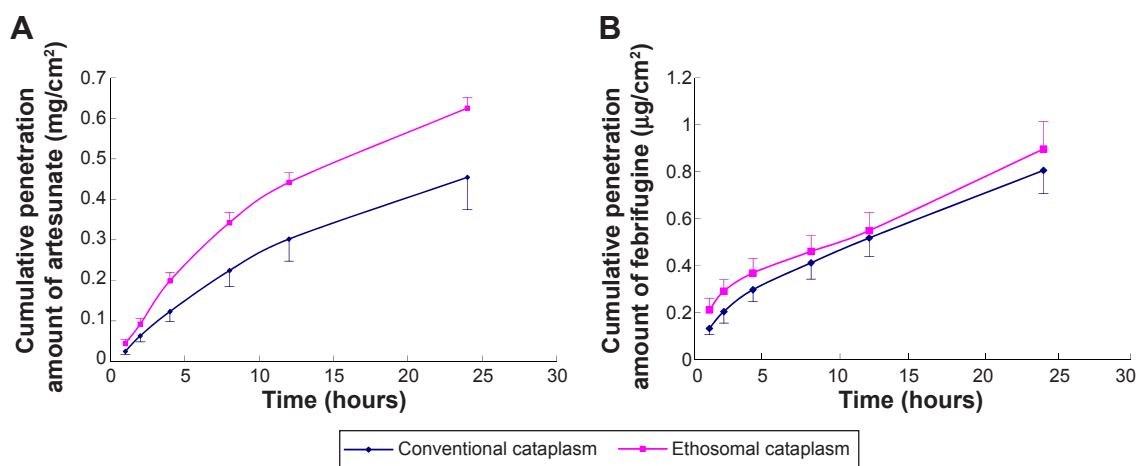 A
Cumulative penetration
amount of artesunate (mg/cm²)
0.7
0.6
0.5
0.4
0.3
0.2
0.1
0
0 5 10 15 20 25 30
Time (hours)
B
Cumulative penetration
amount of febrifugine (μg/cm²)
1.2
1
0.8
0.6
0.4
0.2
0
0 5 10 15 20 25 30
Time (hours)
Conventional cataplasm Ethosomal cataplasm